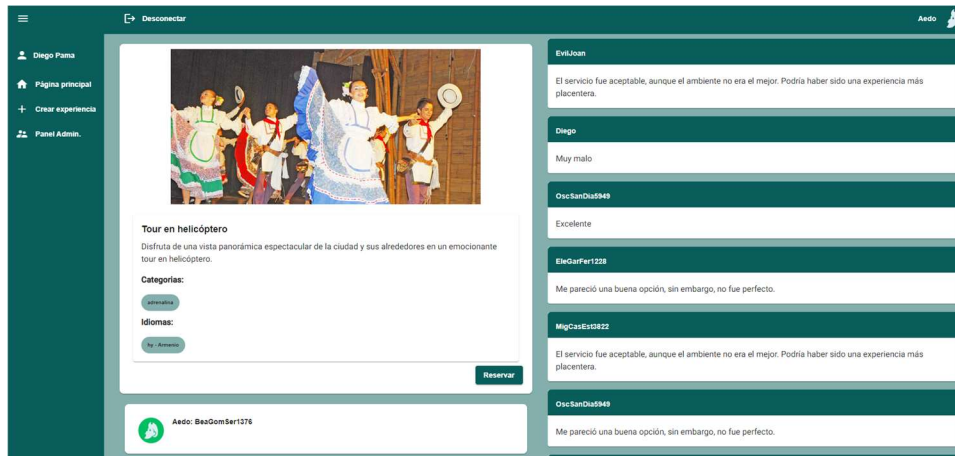 Desconectar
Aedo
Diego Pama
Página principal
Crear experiencia
Panel Admin.
Tour en helicóptero
Disfruta de una vista panorámica espectacular de la ciudad y sus alrededores en un emocionante
tour en helicóptero.
Categorias:
adrenalina
Idiomas:
hy - Armenio
Reservar
Aedo: BeaGomSer1376
EvilJoan
El servicio fue aceptable, aunque el ambiente no era el mejor. Podría haber sido una experiencia más
placentera.
Diego
Muy malo
OscSanDia5949
Excelente
EleGarFer1228
Me pareció una buena opción, sin embargo, no fue perfecto.
MigCasEst3822
El servicio fue aceptable, aunque el ambiente no era el mejor. Podría haber sido una experiencia más
placentera.
OscSanDia5949
Me pareció una buena opción, sin embargo, no fue perfecto.